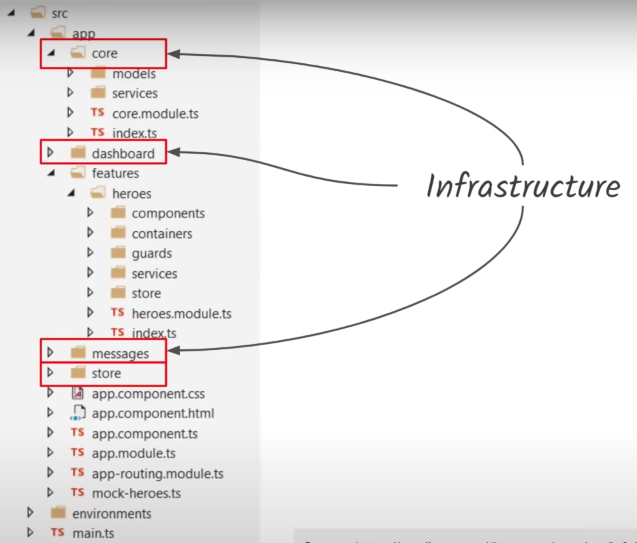 src
app
core
models
services
TS core.module.ts
TS index.ts
dashboard
features
heroes
components
containers
guards
services
store
TS heroes.module.ts
TS index.ts
messages
store
app.component.css
app.component.html
TS app.component.ts
TS app.module.ts
TS app-routing.module.ts
TS mock-heroes.ts
environments
TS main.ts
Infrastructure